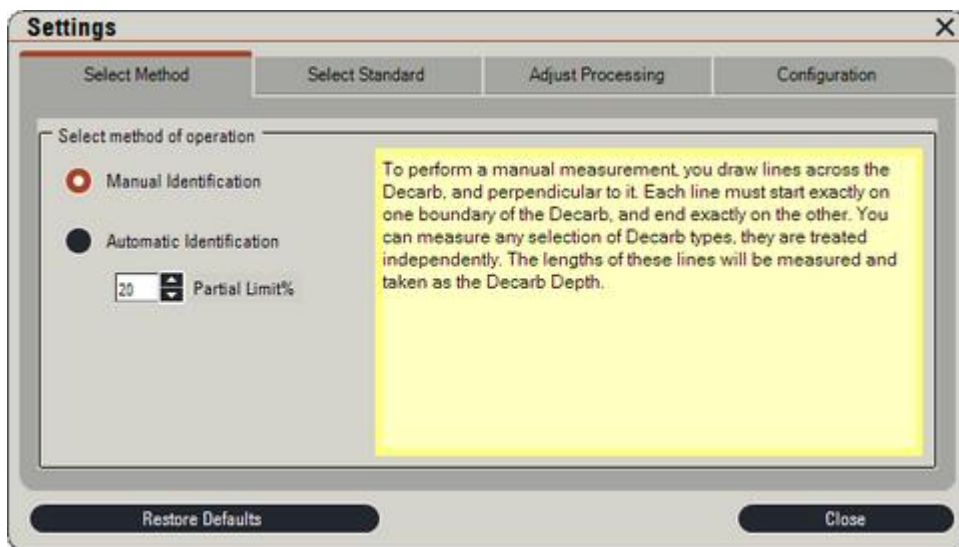 Settings
Select Method
Select Standard
Adjust Processing
Configuration
Select method of operation
Manual Identification
Automatic Identification
20 Partial Limit%
To perform a manual measurement, you draw lines across the
Decarb, and perpendicular to it. Each line must start exactly on
one boundary of the Decarb, and end exactly on the other. You
can measure any selection of Decarb types, they are treated
independently. The lengths of these lines will be measured and
taken as the Decarb Depth.
Restore Defaults
Close